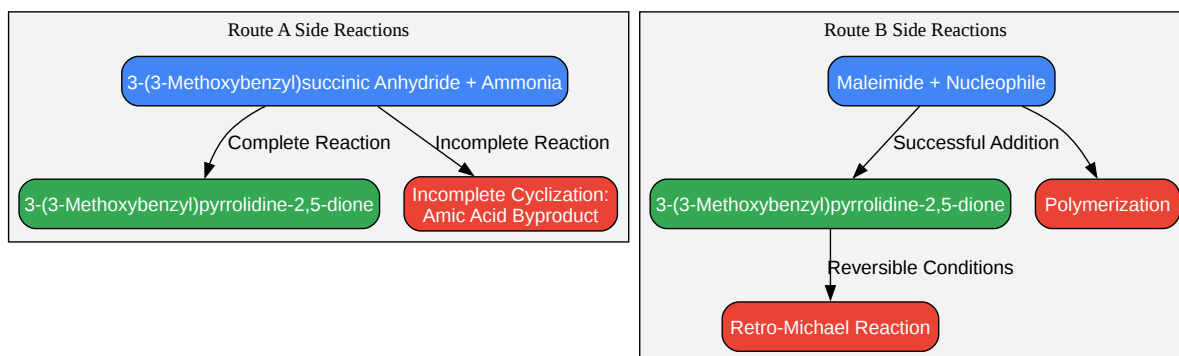 Route A Side Reactions
3-(3-Methoxybenzyl)succinic Anhydride + Ammonia
Complete Reaction
Incomplete Reaction
3-(3-Methoxybenzyl)pyrrolidine-2,5-dione
Incomplete Cyclization:
Amic Acid Byproduct
Route B Side Reactions
Maleimide + Nucleophile
Successful Addition
3-(3-Methoxybenzyl)pyrrolidine-2,5-dione
Polymerization
Reversible Conditions
Retro-Michael Reaction